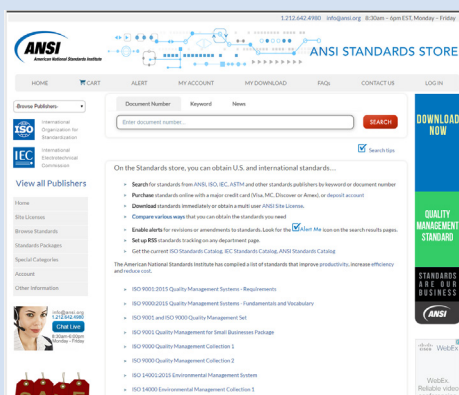 1.212.642.4980 info@ansi.org 8:30am - 6pm EST, Monday - Friday
ANSI
American National Standards Institute
ANSI STANDARDS STORE
HOME CART ALERT MY ACCOUNT MY DOWNLOAD FAQs CONTACT US LOG IN
-Browse Publishers-
ISO
International
Organization for
Standardization
IEC
International
Electrotechnical
Commission
View all Publishers
Home
Site Licenses
Browse Standards
Standards Packages
Special Categories
Account
Other Information
info@ansi.org
1.212.642.4980
Chat Live
8:30am-6:00pm
Monday - Friday
Document Number Keyword News
Enter document number...
SEARCH
Search tips
On the Standards store, you can obtain U.S. and international standards....
Search for standards from ANSI, ISO, IEC, ASTM and other standards publishers by keyword or document number
Purchase standards online with a major credit card (Visa, MC, Discover or Amex), or deposit account
Download standards immediately or obtain a multi user ANSI Site License.
Compare various ways that you can obtain the standards you need
Enable alerts for revisions or amendments to standards. Look for the Alert Me icon on the search results pages.
Set up RSS standards tracking on any department page.
Get the current ISO Standards Catalog, IEC Standards Catalog, ANSI Standards Catalog
The American National Standards Institute has compiled a list of standards that improve productivity, increase efficiency
and reduce cost.
ISO 9001:2015 Quality Management Systems - Requirements
ISO 9000:2015 Quality Management Systems - Fundamentals and Vocabulary
ISO 9001 and ISO 9000 Quality Management Set
ISO 9001 Quality Management for Small Businesses Package
ISO 9000 Quality Management Collection 1
ISO 9000 Quality Management Collection 2
ISO 14001:2015 Environmental Management System
ISO 14000 Environmental Management Collection 1
DOWNLOAD
NOW
QUALITY
MANAGEMENT
STANDARD
STANDARDS
ARE OUR
BUSINESS
ANSI
WebEx
WebEx:
Reliable video